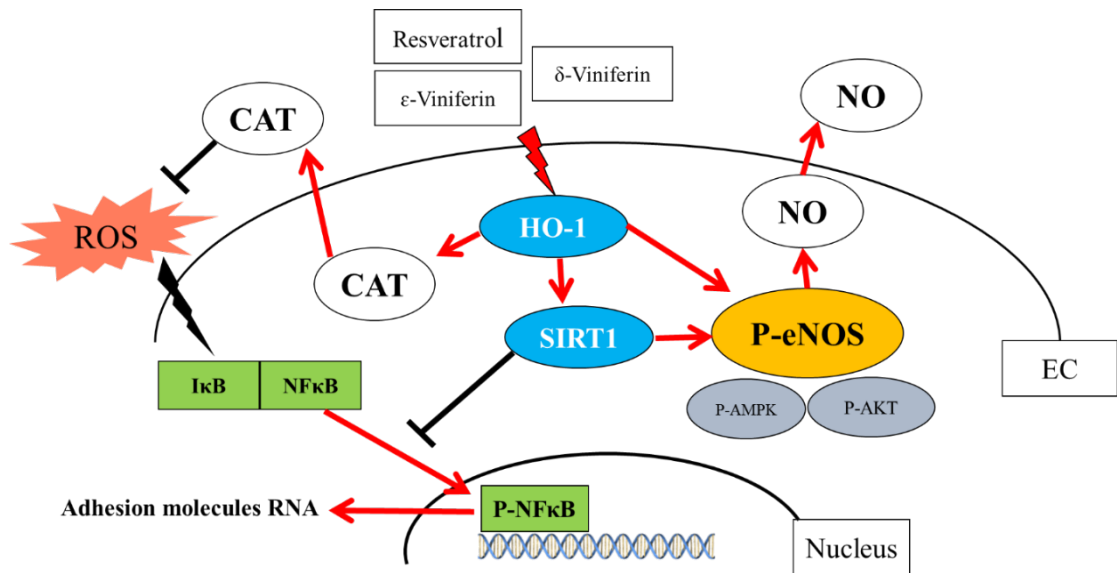 Resveratrol
ε-Viniferin
δ-Viniferin
NO
CAT
ROS
HO-1
NO
CAT
SIRT1
P-eNOS
EC
IκB
NFκB
P-AMPK
P-AKT
Adhesion molecules RNA
P-NFκB
Nucleus